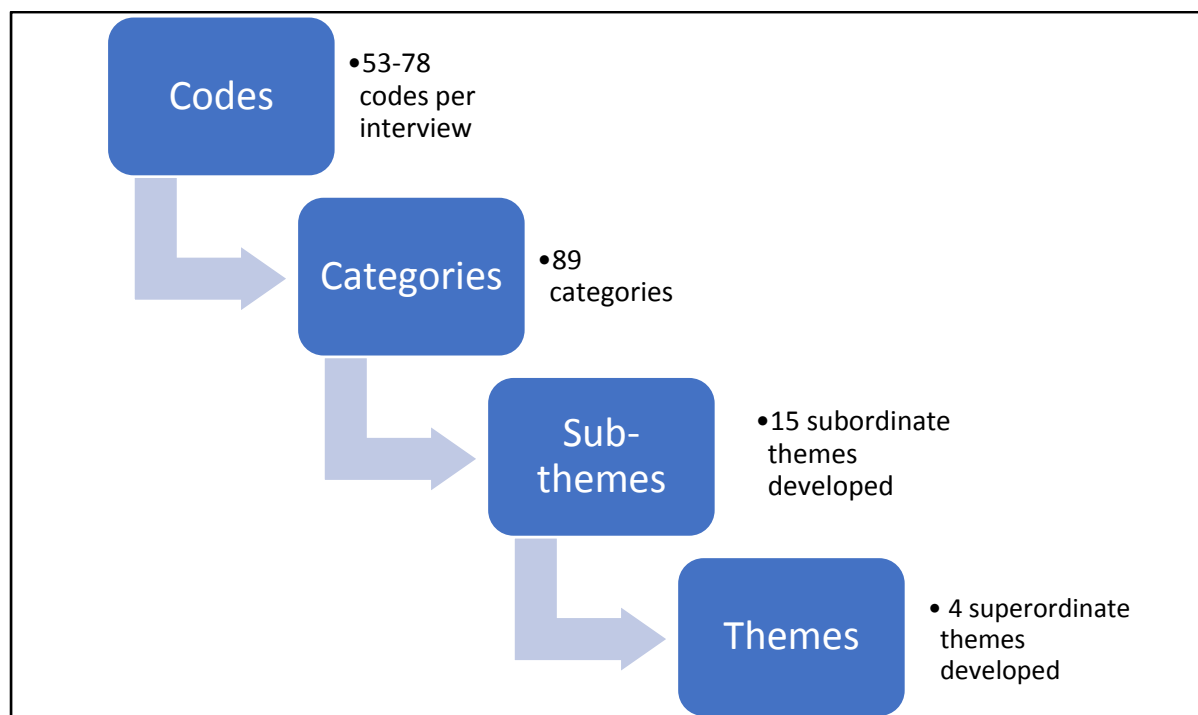 Codes
•53-78
codes per
interview
Categories
•89
categories
Sub-
themes
•15 subordinate
themes
developed
Themes
• 4 superordinate
themes
developed